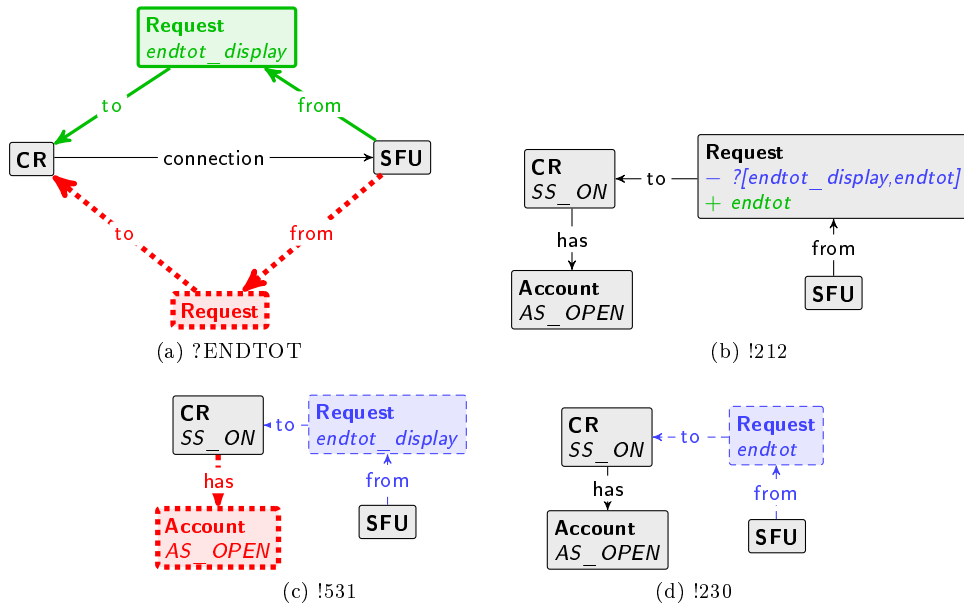 Request
endtot_display
to
from
CR
connection
SFU
to
from
Request
(a) ?ENDTOT
CR
SS_ON
to
Request
− ?[endtot_display,endtot]
+ endtot
has
from
Account
AS_OPEN
SFU
(b) !212
CR
SS_ON
to
Request
endtot_display
has
from
Account
AS_OPEN
SFU
(c) !531
CR
SS_ON
to
Request
endtot
has
from
Account
AS_OPEN
SFU
(d) !230